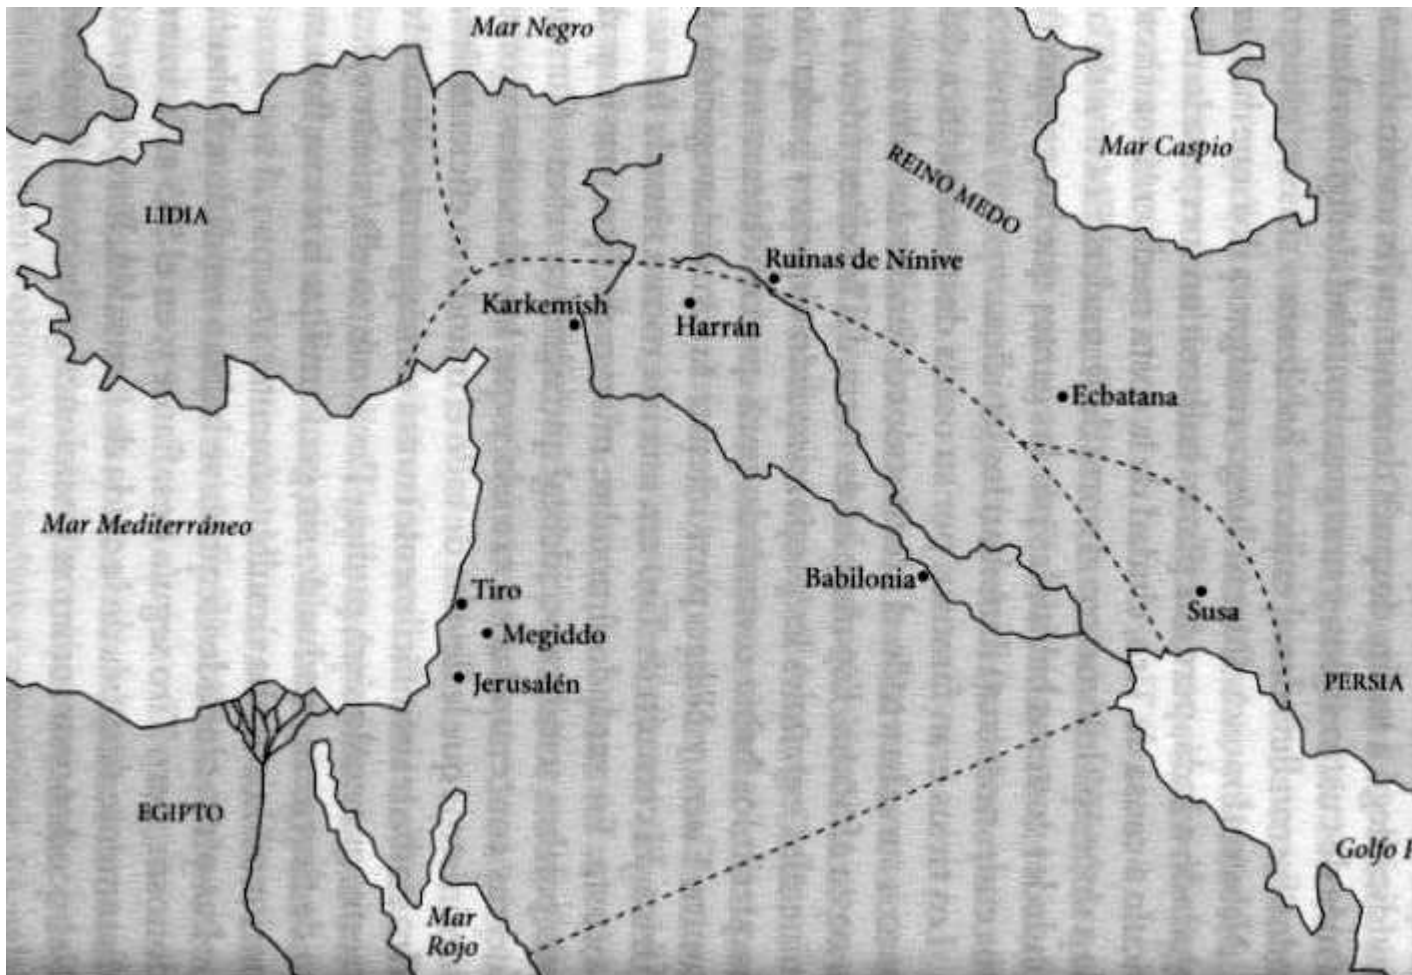 Mar Negro
Mar Caspio
REINO MEDO
LIDIA
Ruinas de Nínive
Karkemish
Harrán
Ecbatana
Mar Mediterráneo
Babilonia
Tiro
Susa
Megiddo
Jerusalén
PERSIA
EGIPTO
Golfo
Mar
Rojo